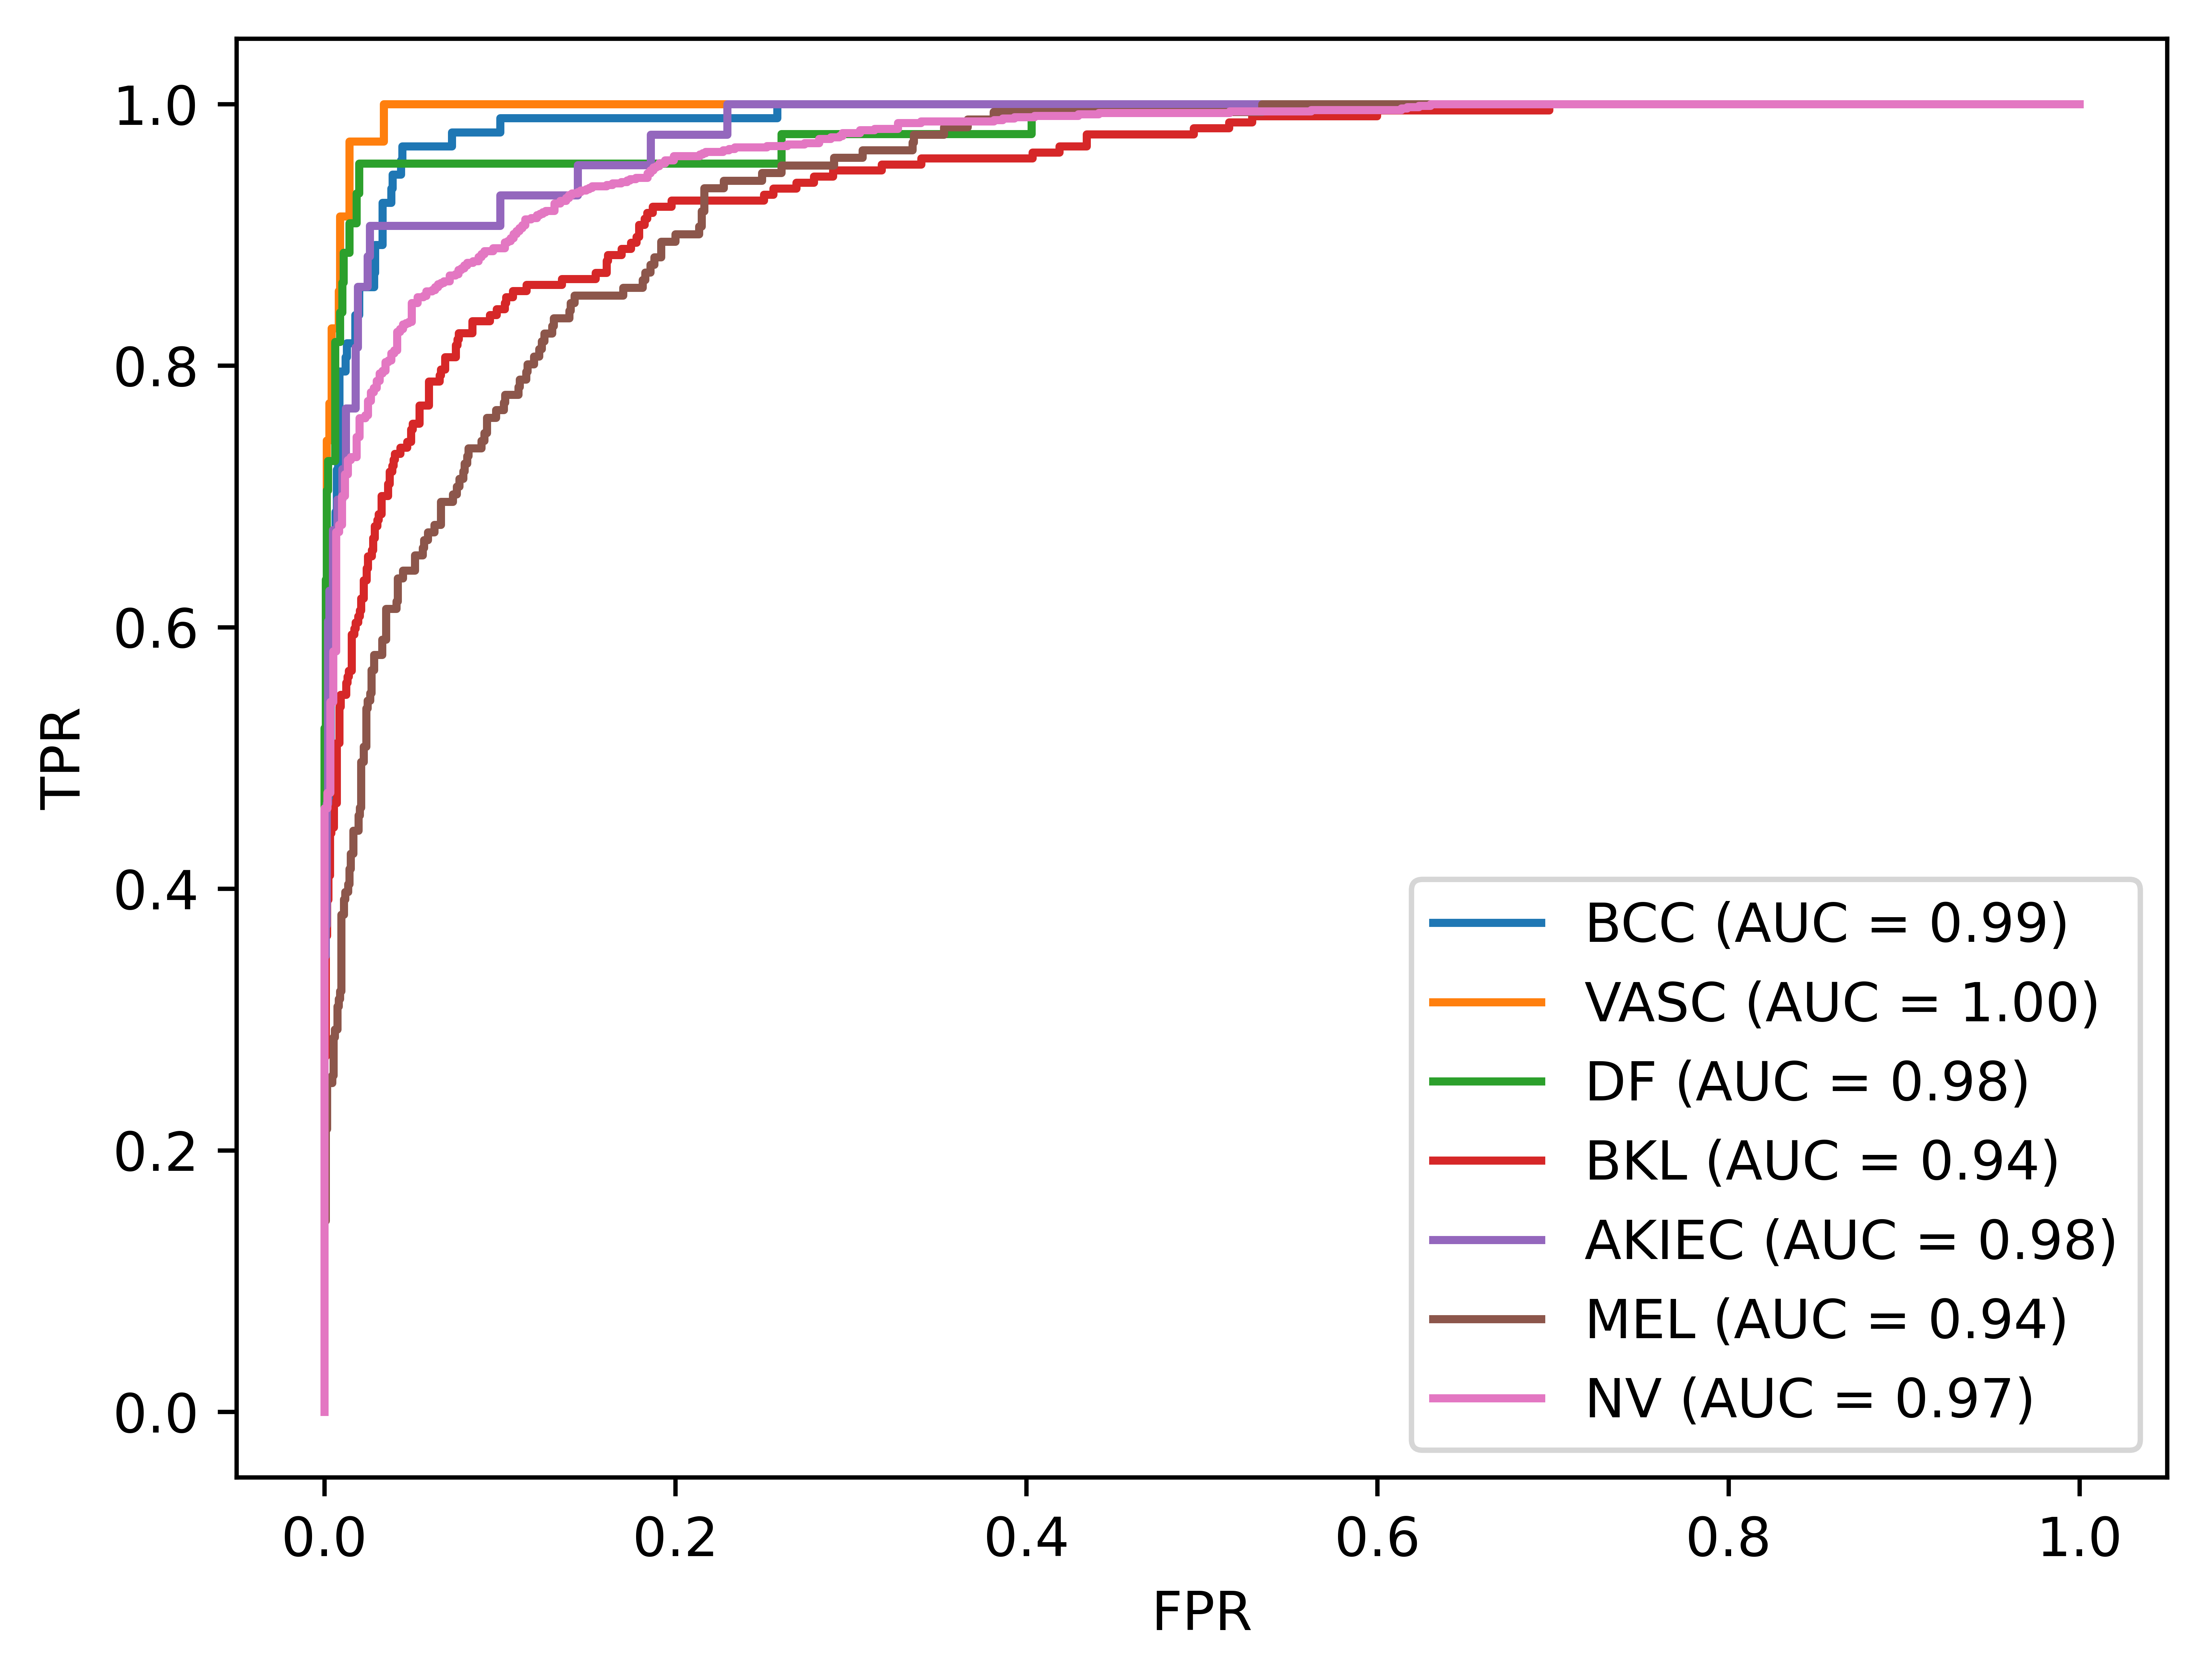 1.0
0.8
0.6
0.4
0.2
0.0
TPR
BCC (AUC = 0.99)
VASC (AUC = 1.00)
DF (AUC = 0.98)
BKL (AUC = 0.94)
AKIEC (AUC = 0.98)
MEL (AUC = 0.94)
NV (AUC = 0.97)
0.0 0.2 0.4 0.6 0.8 1.0
FPR